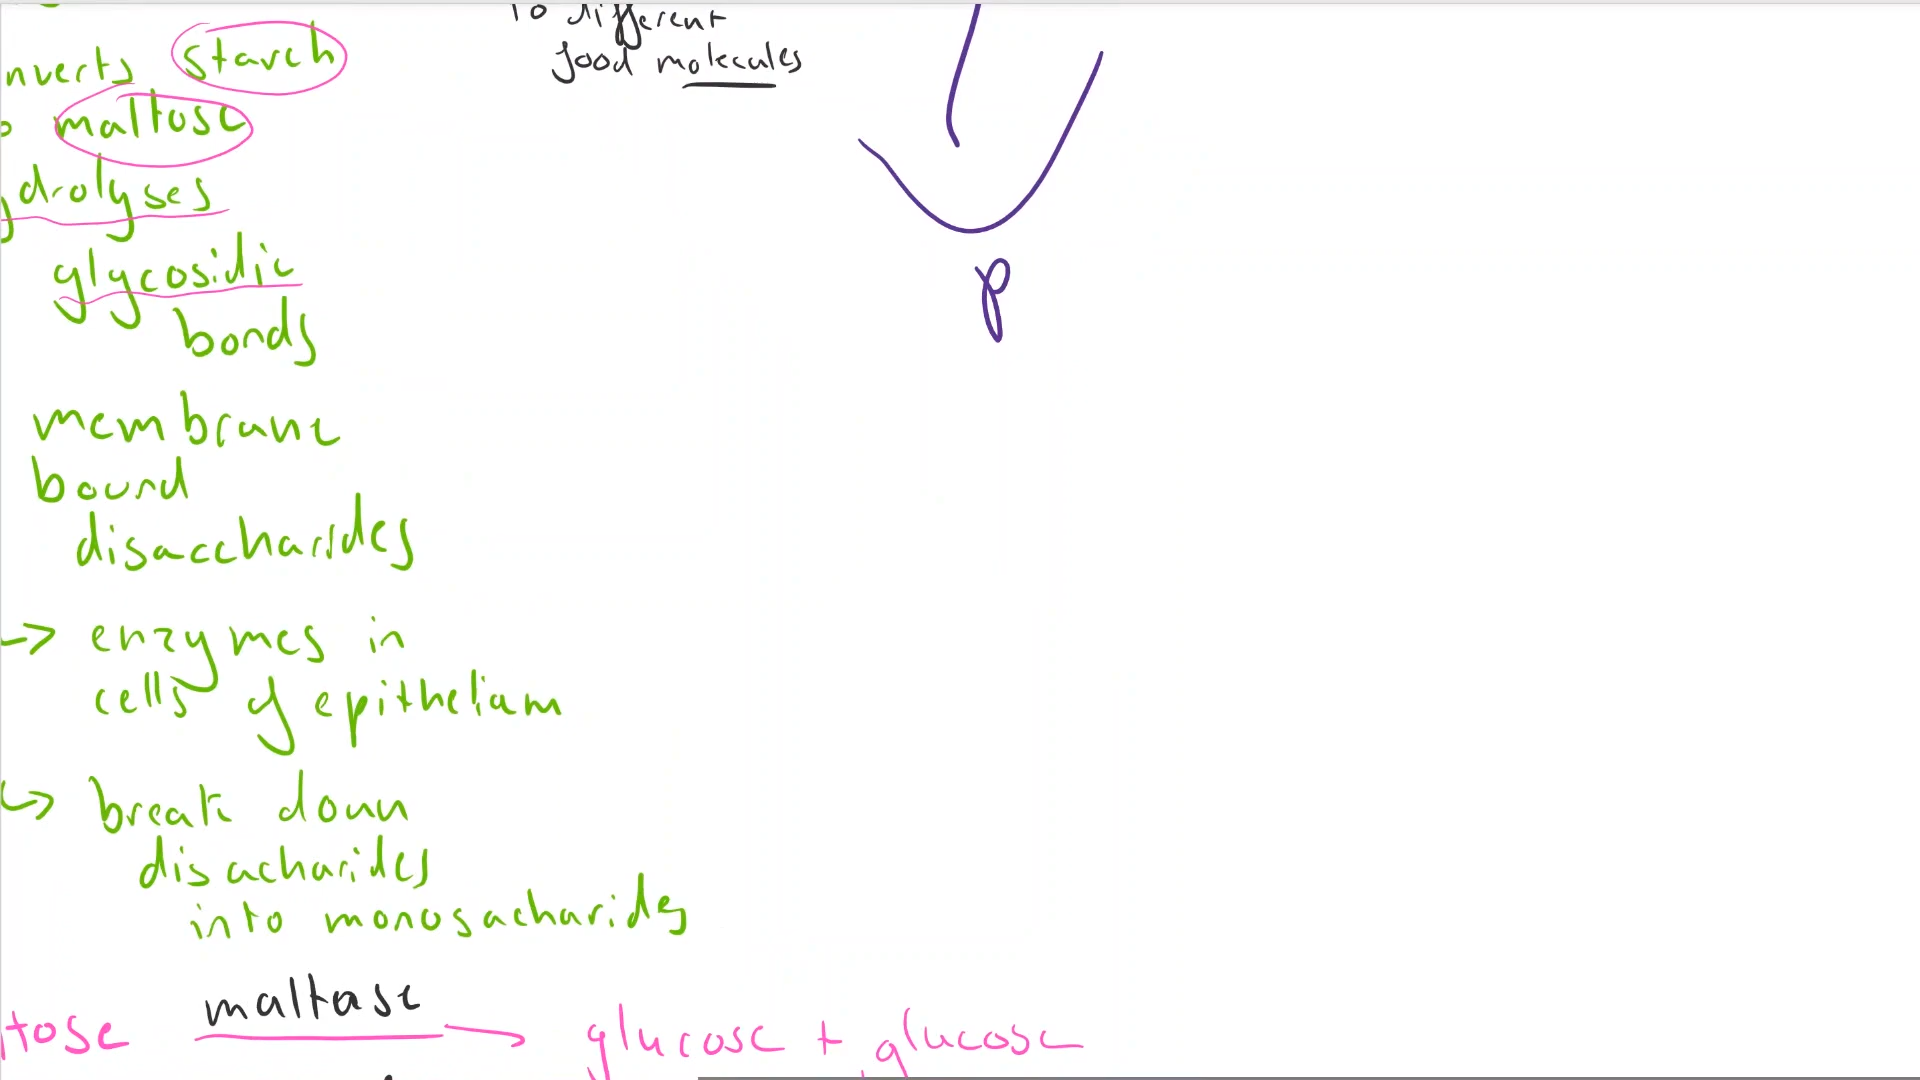 To different
food molecules
nverts starch
o maltose
ydrolyses
glycosidic
bonds
p
membrane
bound
disaccharides
→ enzymes in
cells of epithelium
↳ break down
disacharides
into monosacharides
maltase
tose → glucose + glucose